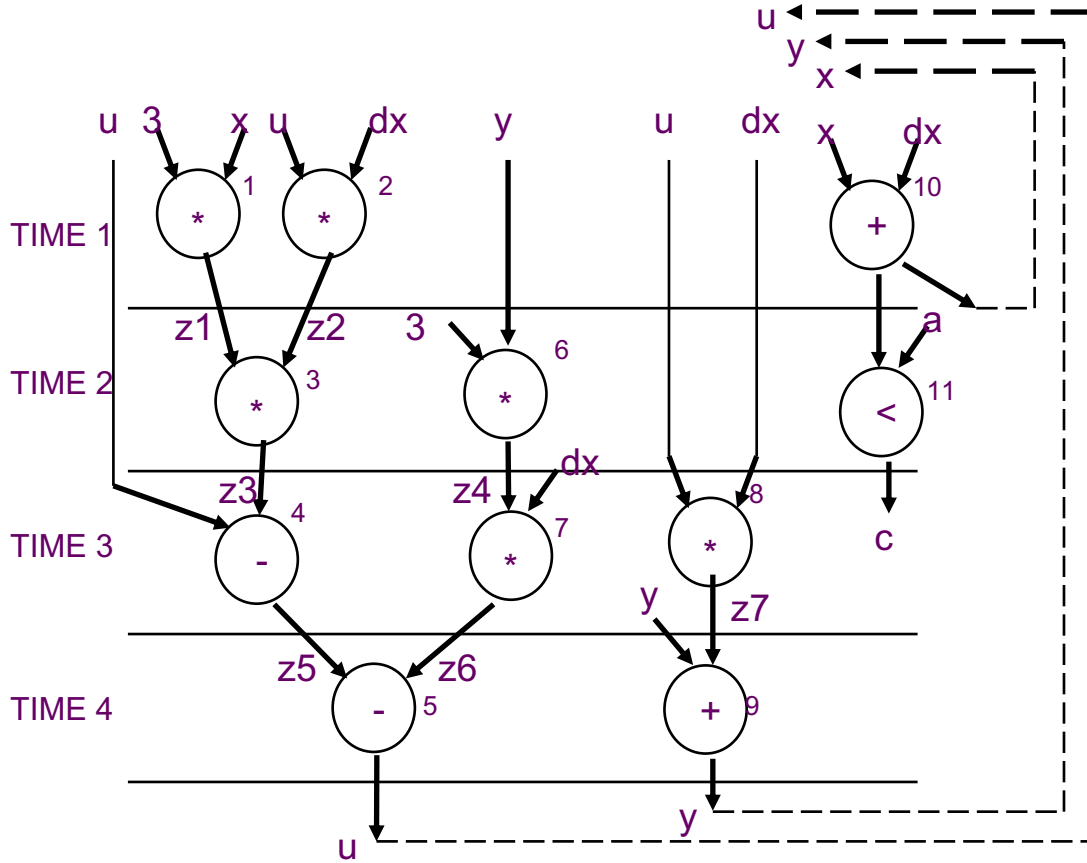 u
y
x
u 3 x u dx y u dx x dx
1 2 10
* * +
TIME 1
z1 z2 3 a
6
TIME 2 3 11
* * <
z3 z4 dx
4 7 8 c
TIME 3 - * *
y z7
z5 z6
TIME 4 - 5 + 9
y
u